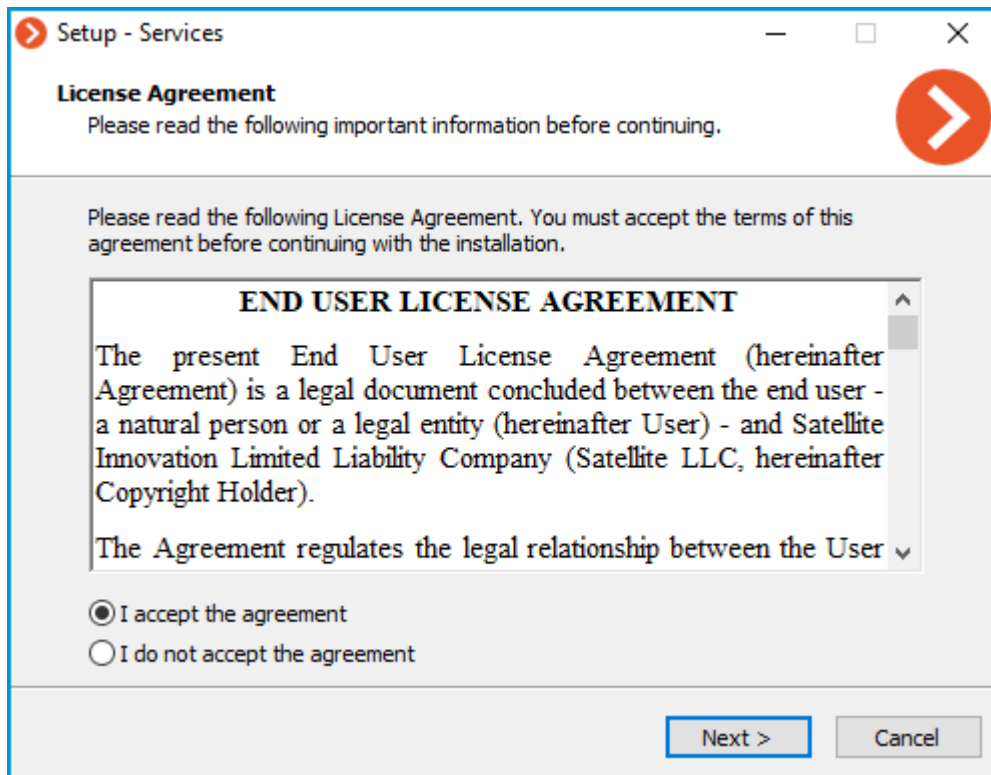 Setup - Services
License Agreement
Please read the following important information before continuing.
Please read the following License Agreement. You must accept the terms of this
agreement before continuing with the installation.
END USER LICENSE AGREEMENT
The present End User License Agreement (hereinafter
Agreement) is a legal document concluded between the end user -
a natural person or a legal entity (hereinafter User) - and Satellite
Innovation Limited Liability Company (Satellite LLC, hereinafter
Copyright Holder).
The Agreement regulates the legal relationship between the User
I accept the agreement
I do not accept the agreement
Next >
Cancel